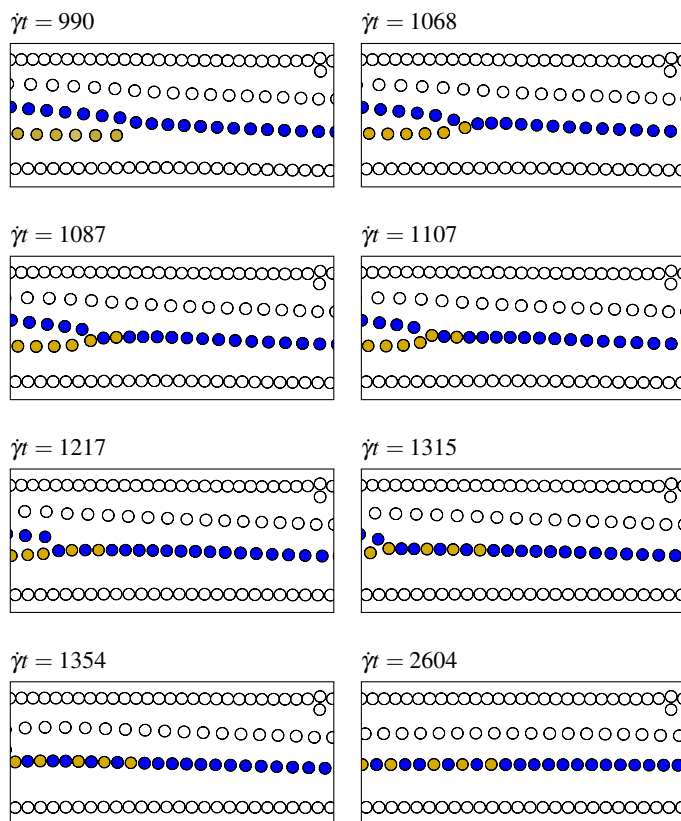 γ̇t = 990
γ̇t = 1068
γ̇t = 1087
γ̇t = 1107
γ̇t = 1217
γ̇t = 1315
γ̇t = 1354
γ̇t = 2604